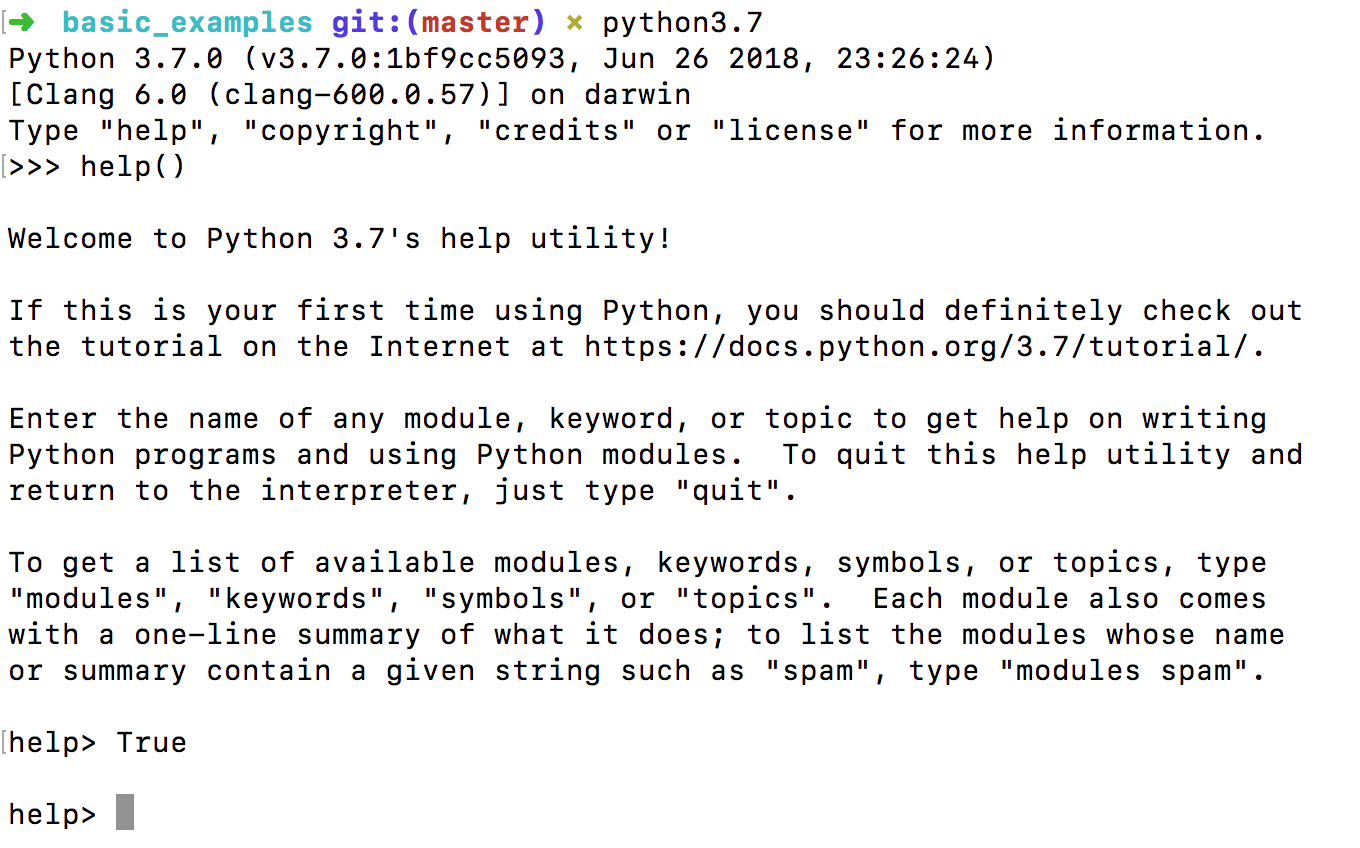 ➜ basic_examples git:(master) × python3.7
Python 3.7.0 (v3.7.0:1bf9cc5093, Jun 26 2018, 23:26:24)
[Clang 6.0 (clang-600.0.57)] on darwin
Type "help", "copyright", "credits" or "license" for more information.
>>> help()
Welcome to Python 3.7's help utility!
If this is your first time using Python, you should definitely check out
the tutorial on the Internet at https://docs.python.org/3.7/tutorial/.
Enter the name of any module, keyword, or topic to get help on writing
Python programs and using Python modules.  To quit this help utility and
return to the interpreter, just type "quit".
To get a list of available modules, keywords, symbols, or topics, type
"modules", "keywords", "symbols", or "topics".  Each module also comes
with a one-line summary of what it does; to list the modules whose name
or summary contain a given string such as "spam", type "modules spam".
help> True
help>